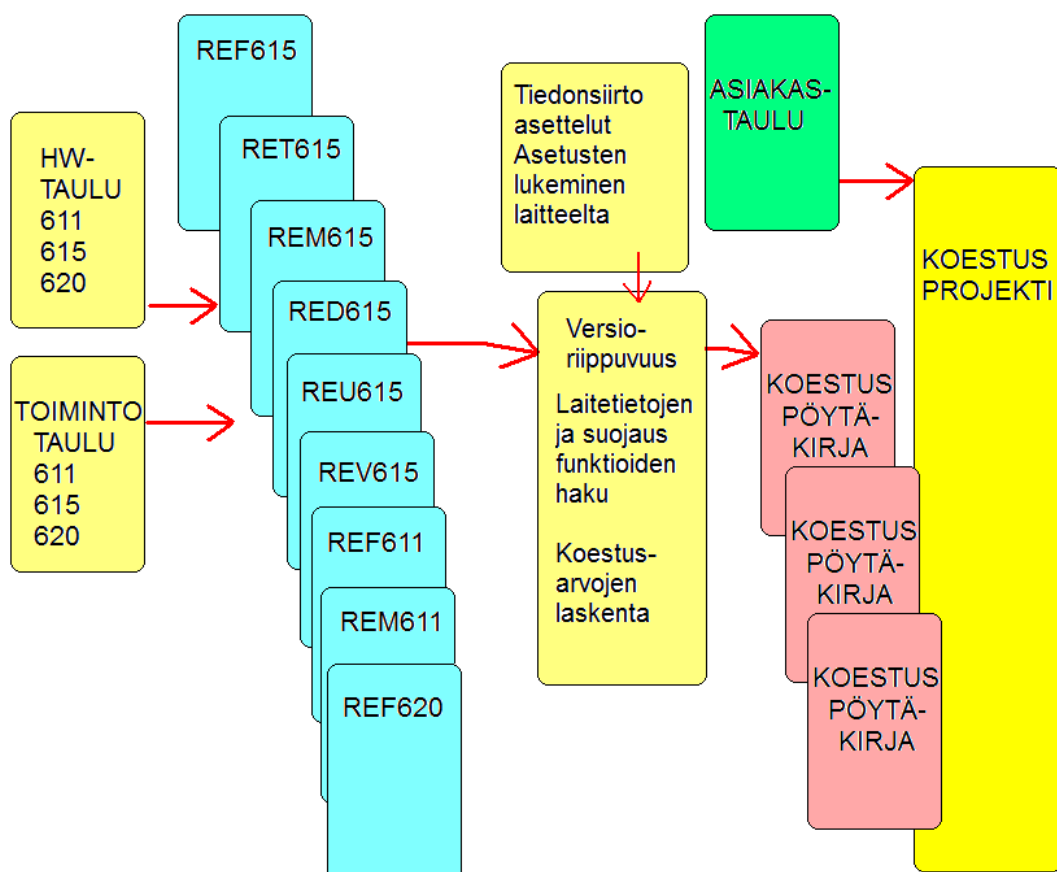 HW-
TAULU
611
615
620
TOIMINTO
TAULU
611
615
620
REF615
RET615
REM615
RED615
REU615
REV615
REF611
REM611
REF620
Tiedonsiirto
asettelut
Asetusten
lukeminen
laitteelta
Versio-
riippuvuus
Laitetietojen
ja suojaus
funktioiden
haku
Koestus-
arvojen
laskenta
ASIAKAS-
TAULU
KOESTUS
PÖYTÄ-
KIRJA
KOESTUS
PÖYTÄ-
KIRJA
KOESTUS
PÖYTÄ-
KIRJA
KOESTUS
PROJEKTI